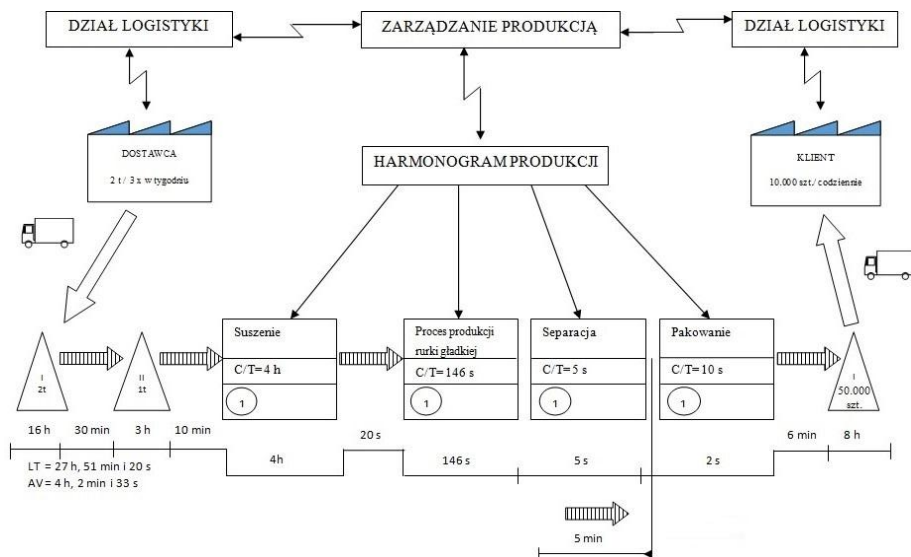 DZIAŁ LOGISTYKI
ZARZĄDZANIE PRODUKCJĄ
DZIAŁ LOGISTYKI
DOSTAWCA
2 t / 3 x w tygodniu
HARMONOGRAM PRODUKCJI
KLIENT
10.000 szt./ codziennie
I
2t
II
1t
Suszenie
C/T= 4 h
1
Proces produkcji
rurki gładkiej
C/T= 146 s
1
Separacja
C/T= 5 s
1
Pakowanie
C/T= 10 s
1
I
50.000
szt.
16 h
30 min
3 h
10 min
4h
20s
146s
5 s
2 s
6 min
8 h
LT = 27 h, 51 min i 20 s
AV= 4 h, 2 min i 33 s
5 min